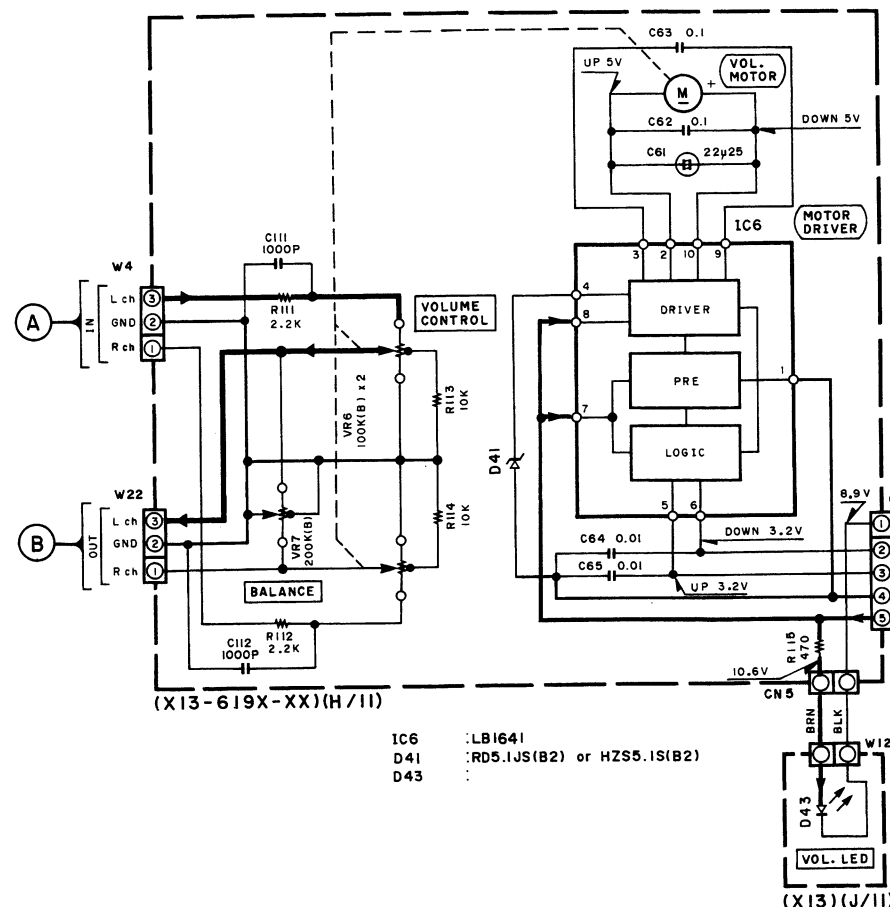 C63 0.1
UP 5V
VOL. MOTOR
M
+
C62 0.1
DOWN 5V
C61 22µ25
IC6
MOTOR DRIVER
3 2 10 9
C111
1000P
W4
A
IN
L ch 3
GND 2
R ch 1
R111
2.2K
VOLUME CONTROL
4
8
DRIVER
PRE
1
7
LOGIC
VR6
100K(B) x2
R113
10K
D41
W22
B
OUT
L ch 3
GND 2
R ch 1
VR7
200K(B)
R114
10K
BALANCE
5 6
8.9V
DOWN 3.2V
C64 0.01
C65 0.01
UP 3.2V
1
2
3
4
5
R112
2.2K
C112
1000P
R115
470
10.6V
CN5
(X13-619X-XX)(H/11)
BRN
BLK
IC6 :LB1641
D41 :RD5.1JS(B2) or HZS5.1S(B2)
D43 :
W12
D43
VOL. LED
(X13)(J/11)